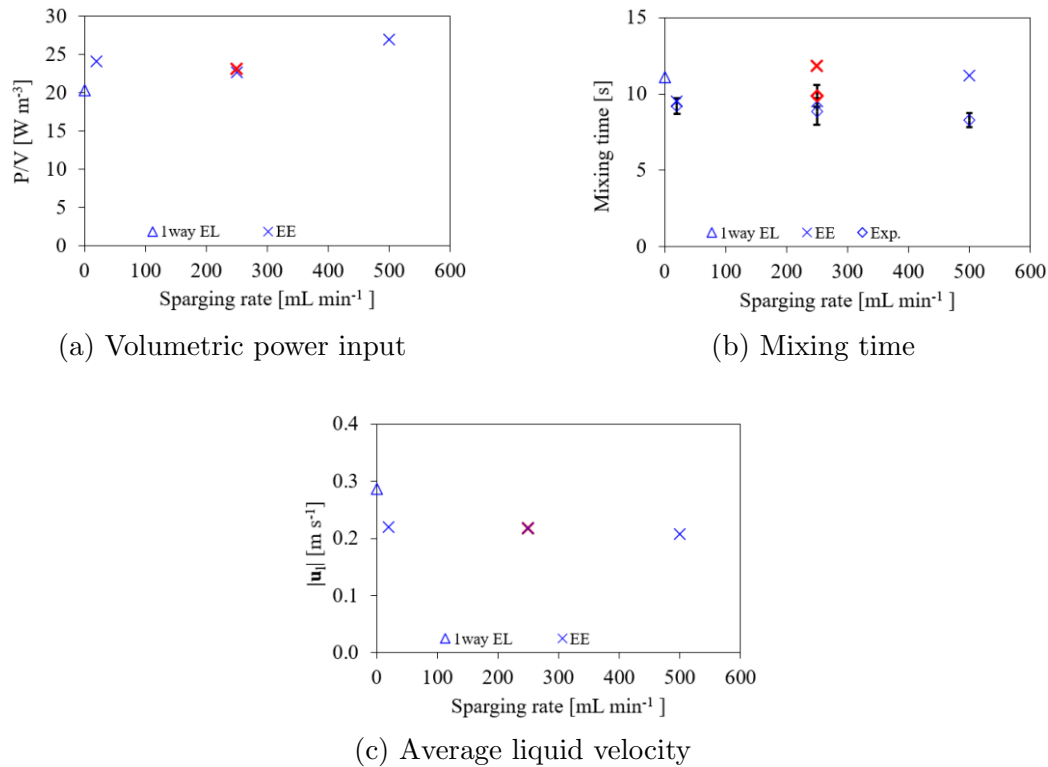 30
25
20
15
10
5
0
P/V [W m⁻³]
1way EL EE
0 100 200 300 400 500 600
Sparging rate [mL min⁻¹ ]
(a) Volumetric power input
15
10
5
0
Mixing time [s]
1way EL EE Exp.
0 100 200 300 400 500 600
Sparging rate [mL min⁻¹ ]
(b) Mixing time
0.4
0.3
0.2
0.1
0.0
|u₁| [m s⁻¹]
1way EL EE
0 100 200 300 400 500 600
Sparging rate [mL min⁻¹ ]
(c) Average liquid velocity